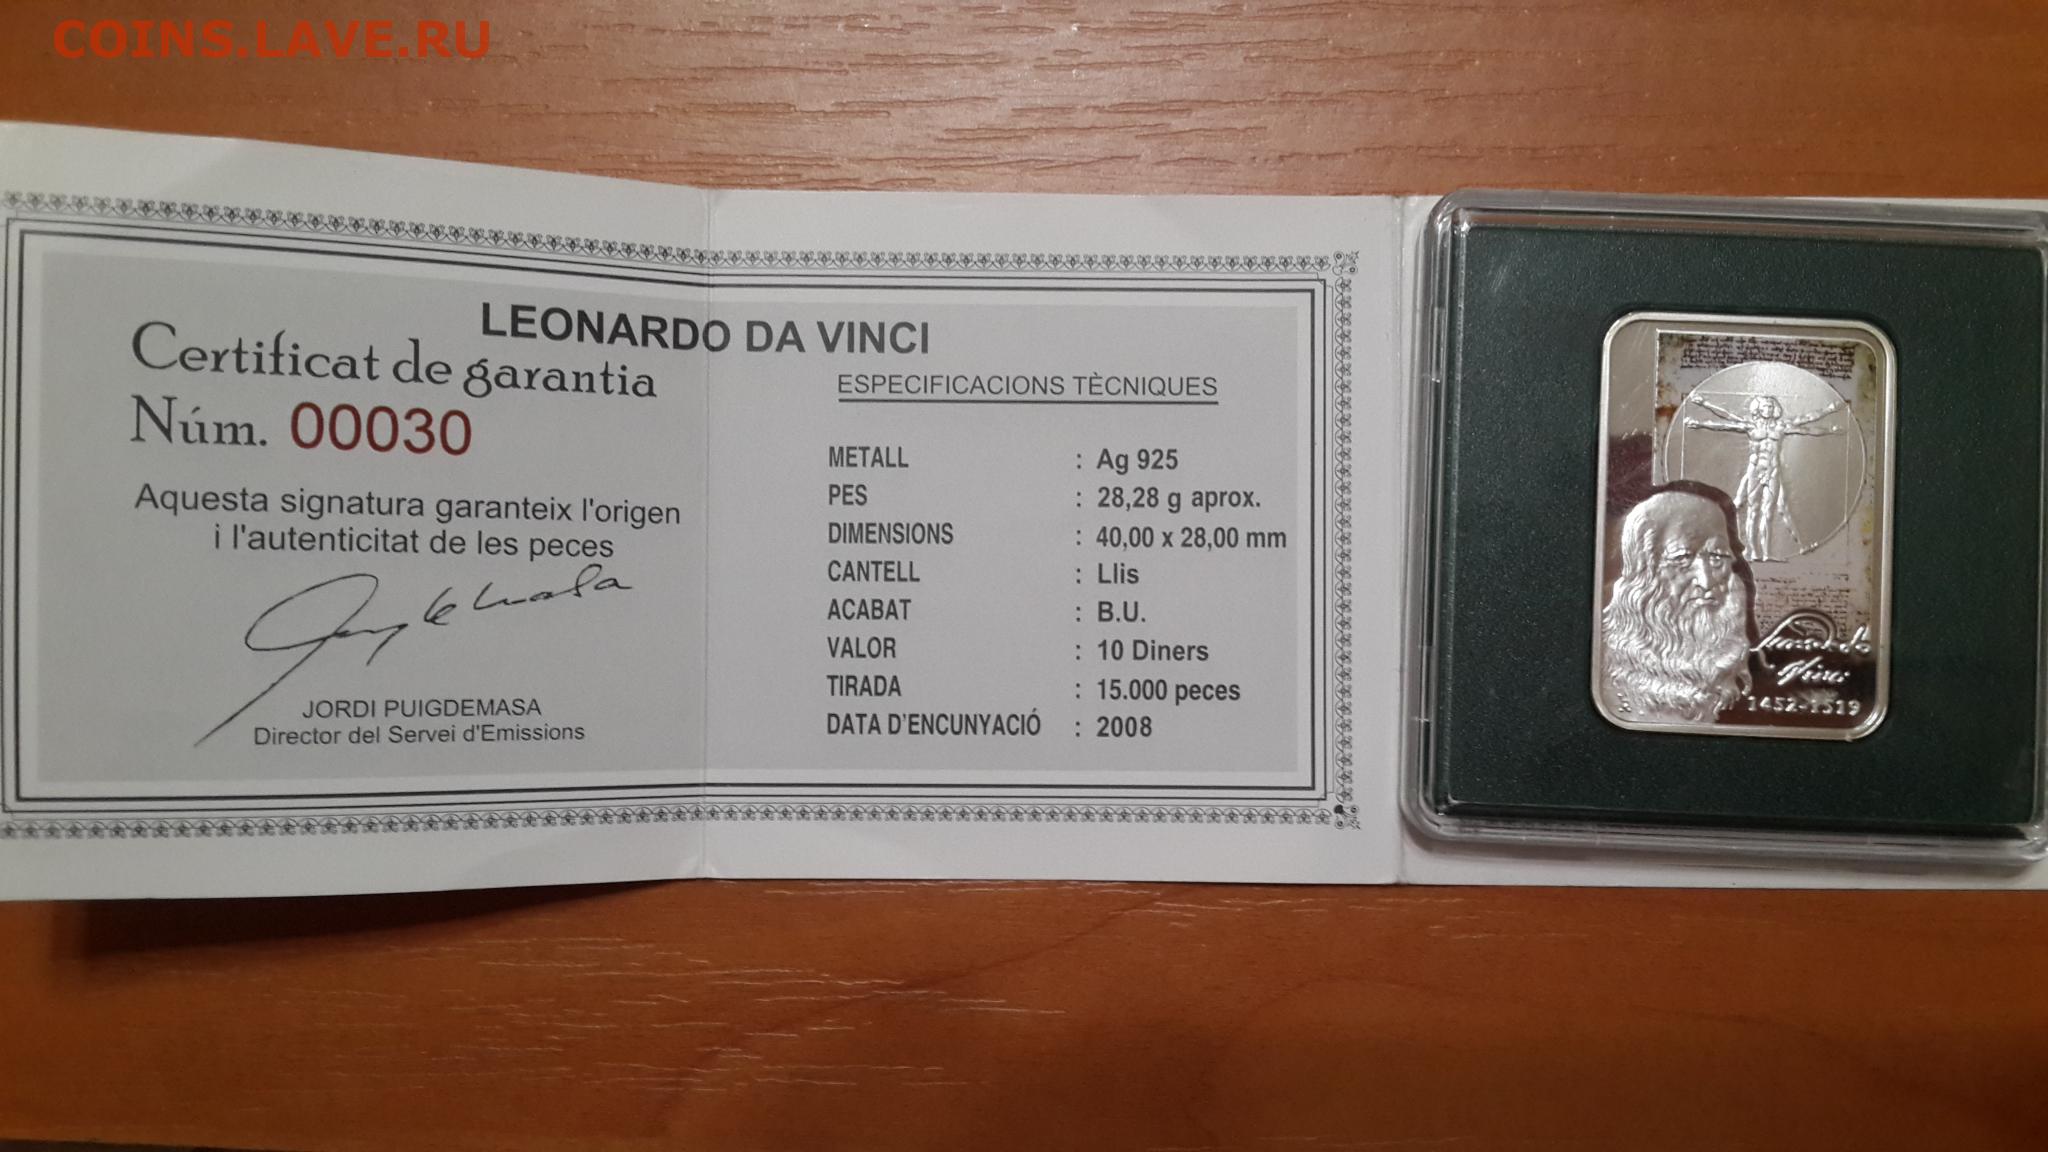 COINS.LAVE.RU
LEONARDO DA VINCI
Certificat de garantia
Núm. 00030
Aquesta signatura garanteix l'origen
i l'autenticitat de les peces
JORDI PUIGDEMASA
Director del Servei d'Emissions
ESPECIFICACIONS TÈCNIQUES
METALL : Ag 925
PES : 28,28 g aprox.
DIMENSIONS : 40,00 x 28,00 mm
CANTELL : Llis
ACABAT : B.U.
VALOR : 10 Diners
TIRADA : 15.000 peces
DATA D'ENCUNYACIÓ : 2008
1452-1519